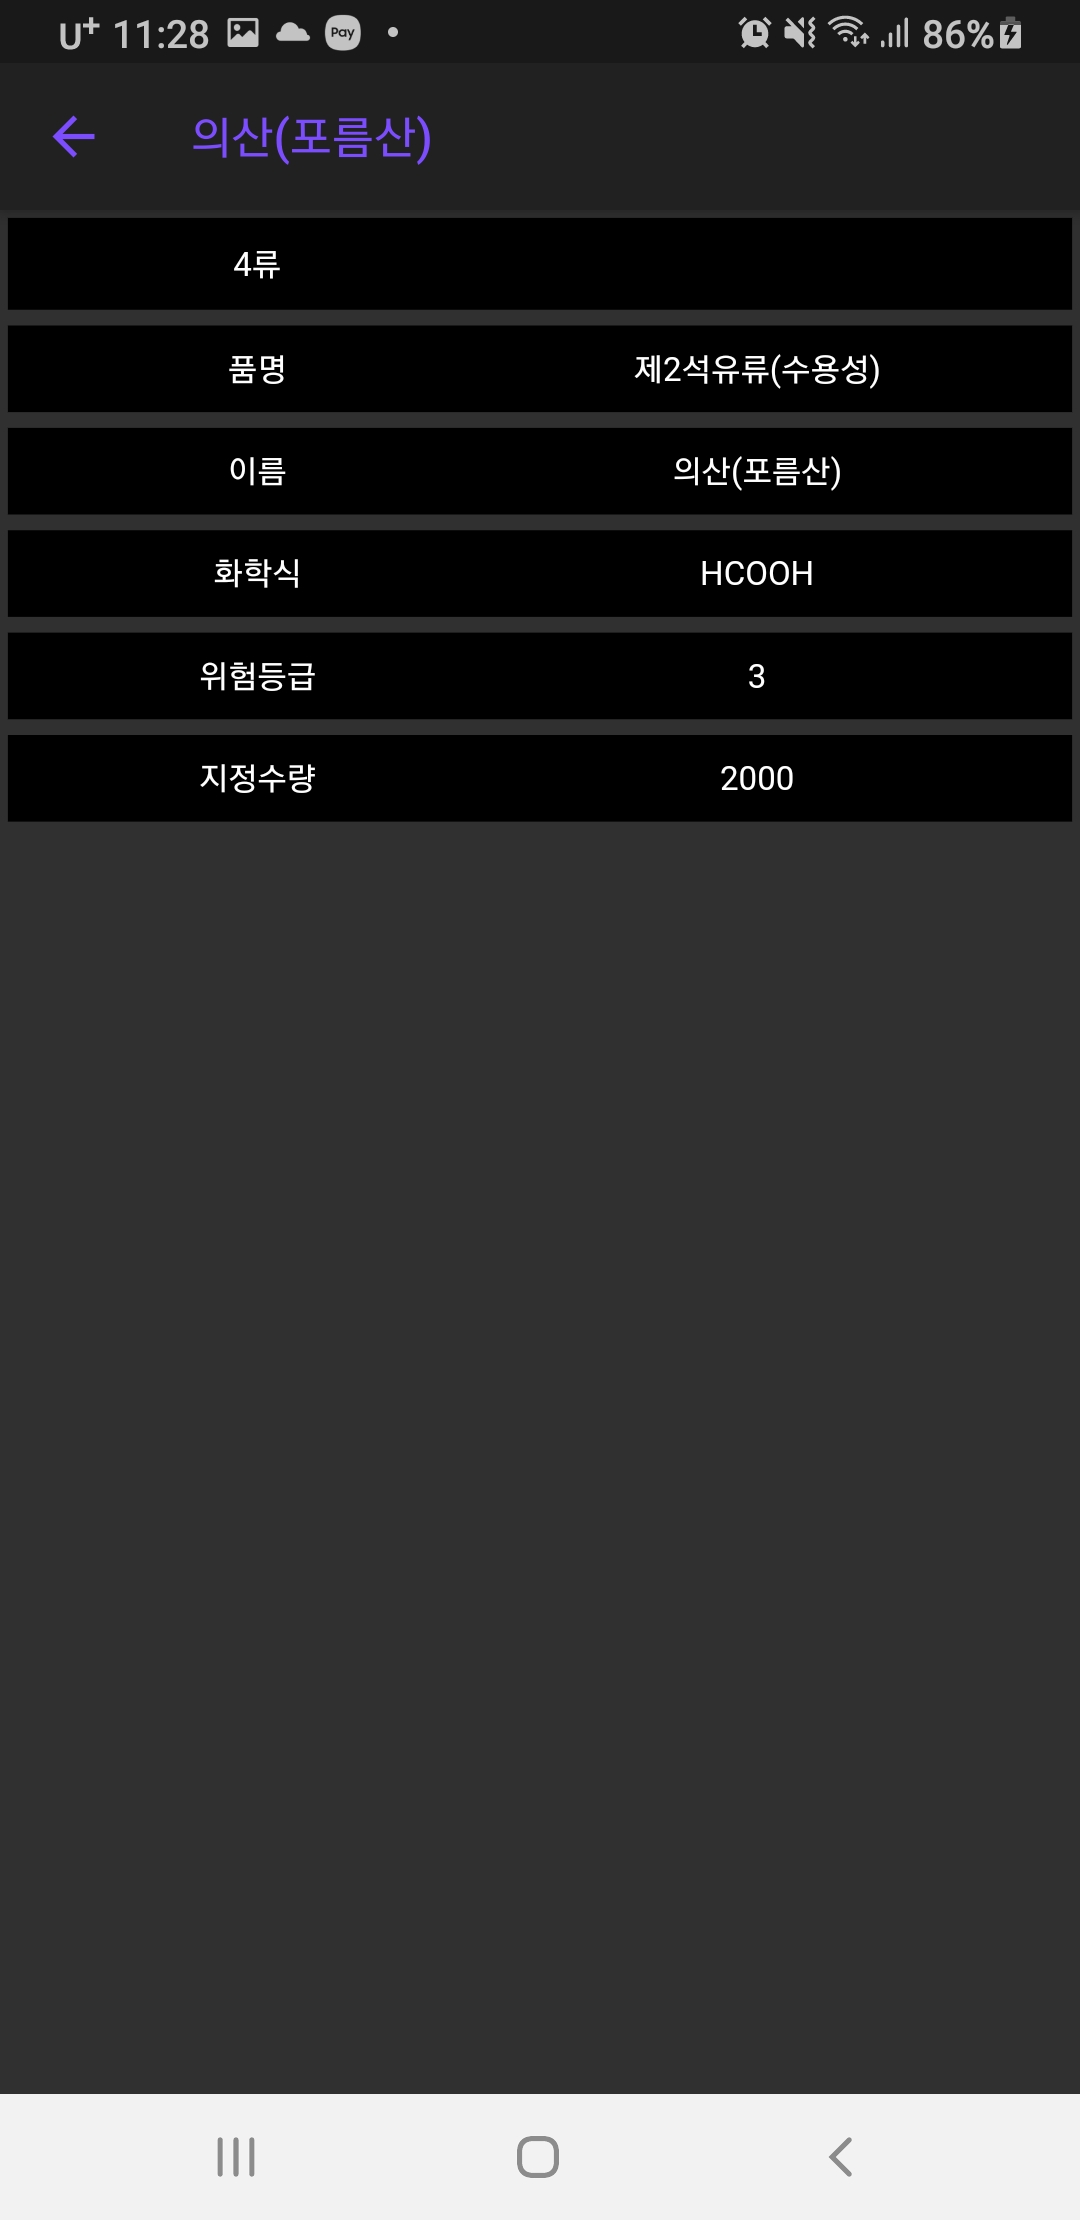 U+ 11:28 Pay 86%
의산(포름산)
4류
품명 제2석유류(수용성)
이름 의산(포름산)
화학식 HCOOH
위험등급 3
지정수량 2000